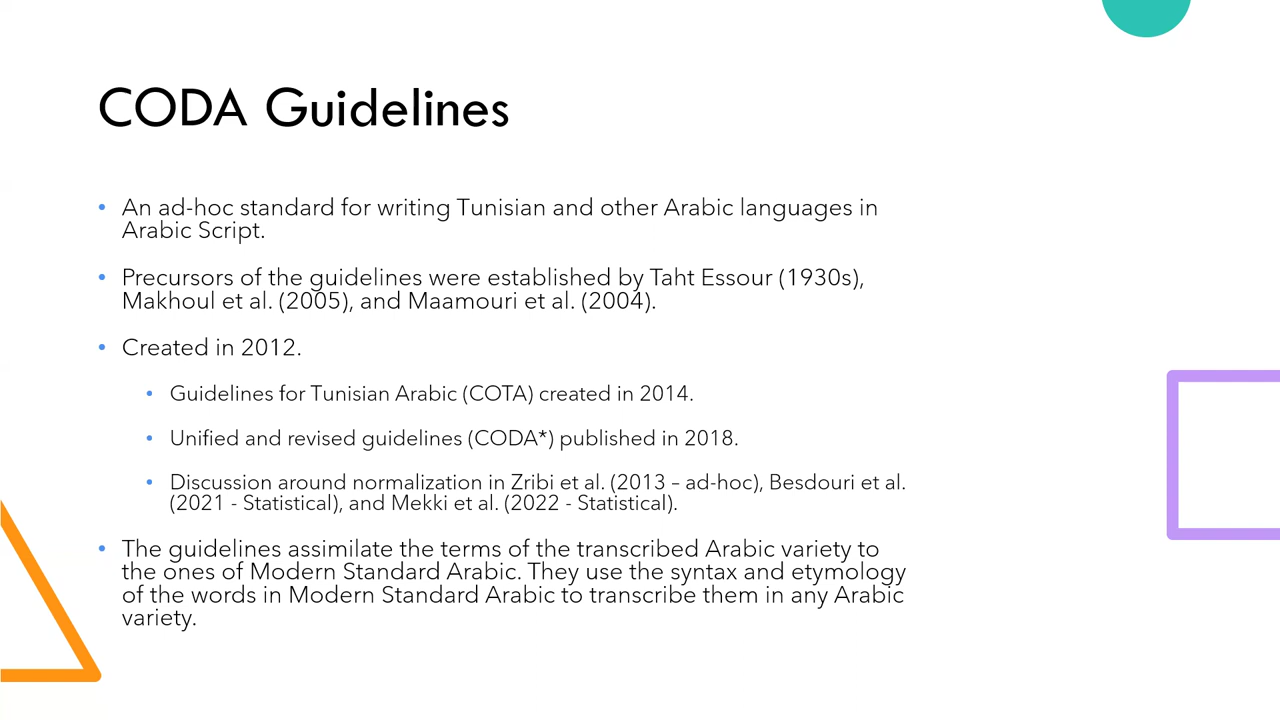 CODA Guidelines
• An ad-hoc standard for writing Tunisian and other Arabic languages in
Arabic Script.
• Precursors of the guidelines were established by Taht Essour (1930s),
Makhoul et al. (2005), and Maamouri et al. (2004).
• Created in 2012.
• Guidelines for Tunisian Arabic (COTA) created in 2014.
• Unified and revised guidelines (CODA*) published in 2018.
• Discussion around normalization in Zribi et al. (2013 – ad-hoc), Besdouri et al.
(2021 - Statistical), and Mekki et al. (2022 - Statistical).
• The guidelines assimilate the terms of the transcribed Arabic variety to
the ones of Modern Standard Arabic. They use the syntax and etymology
of the words in Modern Standard Arabic to transcribe them in any Arabic
variety.